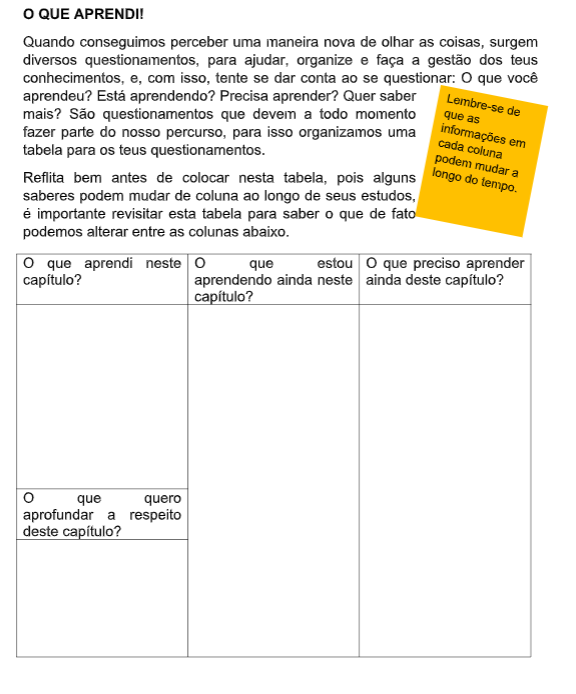 O QUE APRENDI!
Quando conseguimos perceber uma maneira nova de olhar as coisas, surgem
diversos questionamentos, para ajudar, organize e faça a gestão dos teus
conhecimentos, e, com isso, tente se dar conta ao se questionar: O que você
aprendeu? Está aprendendo? Precisa aprender? Quer saber
mais? São questionamentos que devem a todo momento
fazer parte do nosso percurso, para isso organizamos uma
tabela para os teus questionamentos.
Lembre-se de
que as
informações em
cada coluna
podem mudar a
longo do tempo.
Reflita bem antes de colocar nesta tabela, pois alguns
saberes podem mudar de coluna ao longo de seus estudos,
é importante revisitar esta tabela para saber o que de fato
podemos alterar entre as colunas abaixo.
O que aprendi neste
capítulo?
O que estou
aprendendo ainda neste
capítulo?
O que preciso aprender
ainda deste capítulo?
O que quero
aprofundar a respeito
deste capítulo?